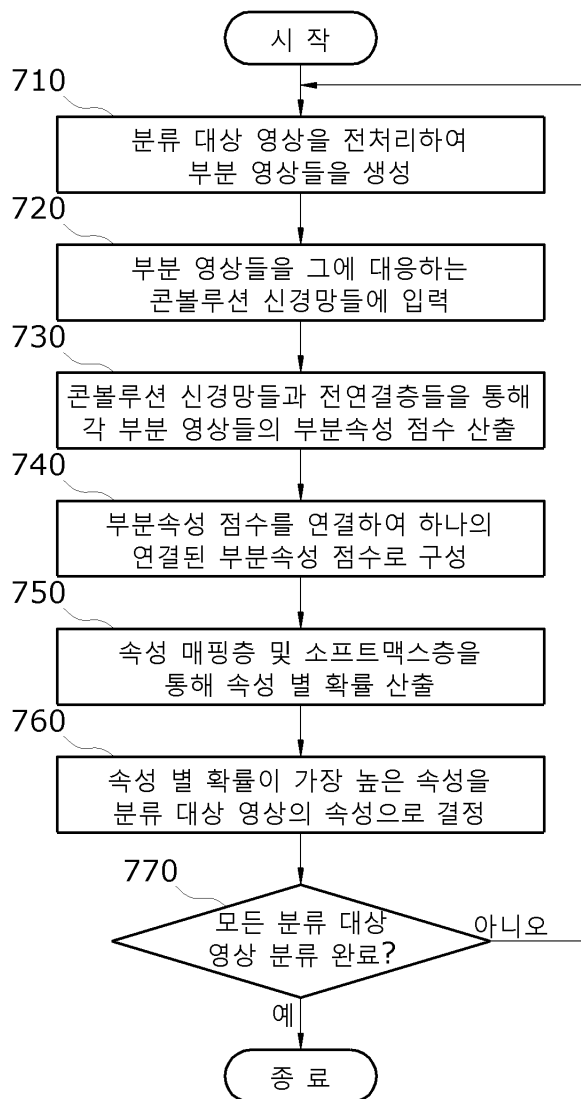 시 작
710
분류 대상 영상을 전처리하여
부분 영상들을 생성
720
부분 영상들을 그에 대응하는
콘볼루션 신경망들에 입력
730
콘볼루션 신경망들과 전연결층들을 통해
각 부분 영상들의 부분속성 점수 산출
740
부분속성 점수를 연결하여 하나의
연결된 부분속성 점수로 구성
750
속성 매핑층 및 소프트맥스층을
통해 속성 별 확률 산출
760
속성 별 확률이 가장 높은 속성을
분류 대상 영상의 속성으로 결정
770
모든 분류 대상
영상 분류 완료?
아니오
예
종 료